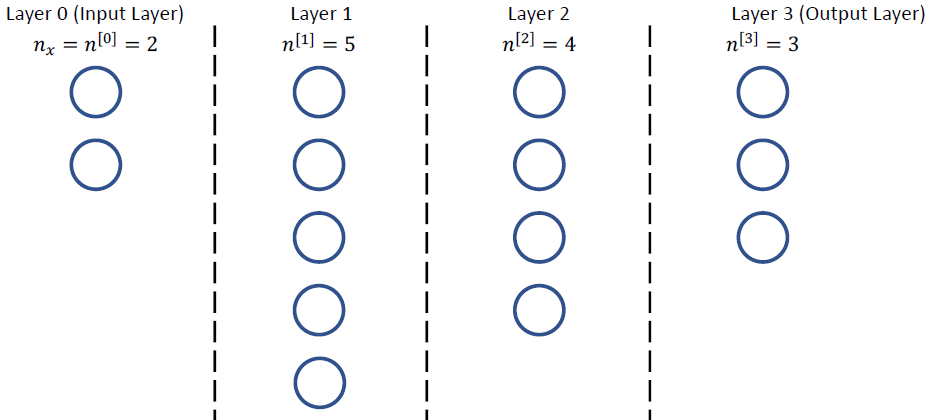 Layer 0 (Input Layer)
Layer 1
Layer 2
Layer 3 (Output Layer)
nₓ = n[0] = 2
n[1] = 5
n[2] = 4
n[3] = 3